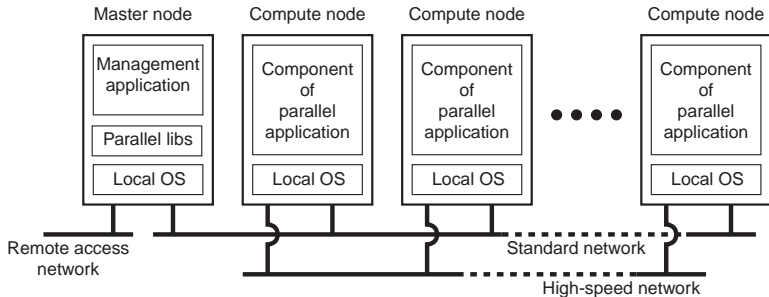 Master node
Compute node
Compute node
Compute node
Management
application
Parallel libs
Local OS
Component
of
parallel
application
Local OS
Component
of
parallel
application
Local OS
Component
of
parallel
application
Local OS
Remote access
network
Standard network
High-speed network